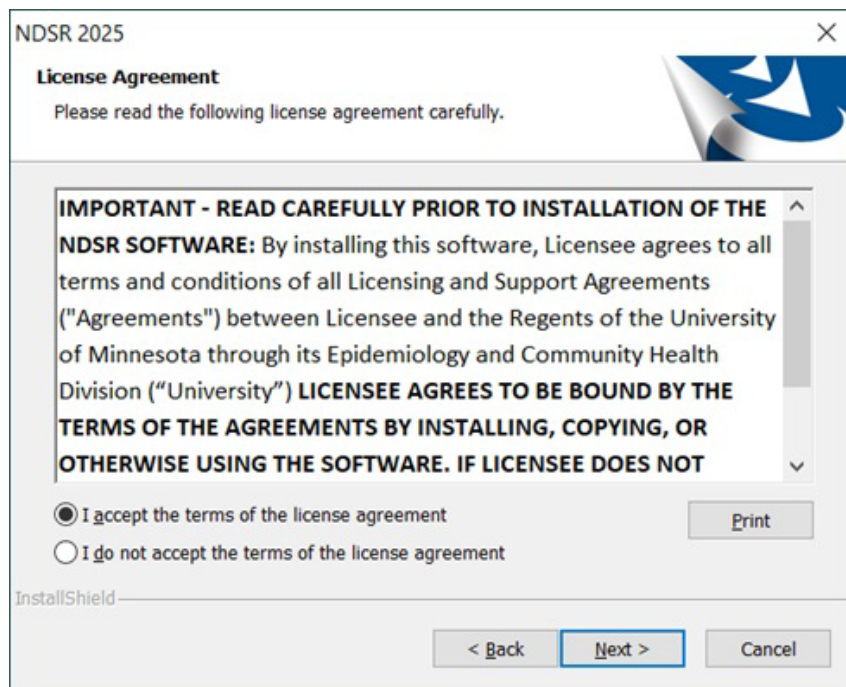 NDSR 2025
License Agreement
Please read the following license agreement carefully.
IMPORTANT - READ CAREFULLY PRIOR TO INSTALLATION OF THE
NDSR SOFTWARE: By installing this software, Licensee agrees to all
terms and conditions of all Licensing and Support Agreements
("Agreements") between Licensee and the Regents of the University
of Minnesota through its Epidemiology and Community Health
Division (“University”) LICENSEE AGREES TO BE BOUND BY THE
TERMS OF THE AGREEMENTS BY INSTALLING, COPYING, OR
OTHERWISE USING THE SOFTWARE. IF LICENSEE DOES NOT
I accept the terms of the license agreement
Print
I do not accept the terms of the license agreement
InstallShield
< Back Next > Cancel